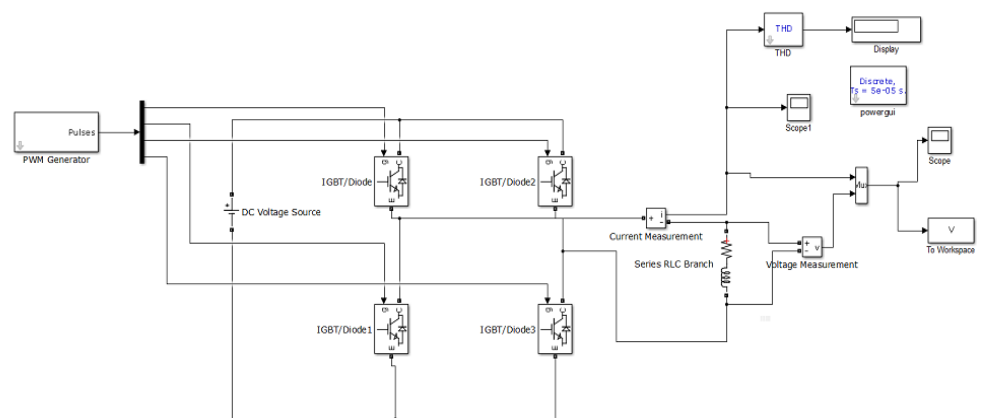 THD
THD
Display
Discrete,
Ts = 5e-05 s.
powergui
Pulses
PWM Generator
Scope1
Scope
g
C
E
IGBT/Diode
g
C
E
IGBT/Diode2
+
DC Voltage Source
+
-
i
Current Measurement
Mux
V
To Workspace
Series RLC Branch
+
-
v
Voltage Measurement
g
C
E
IGBT/Diode1
g
C
E
IGBT/Diode3